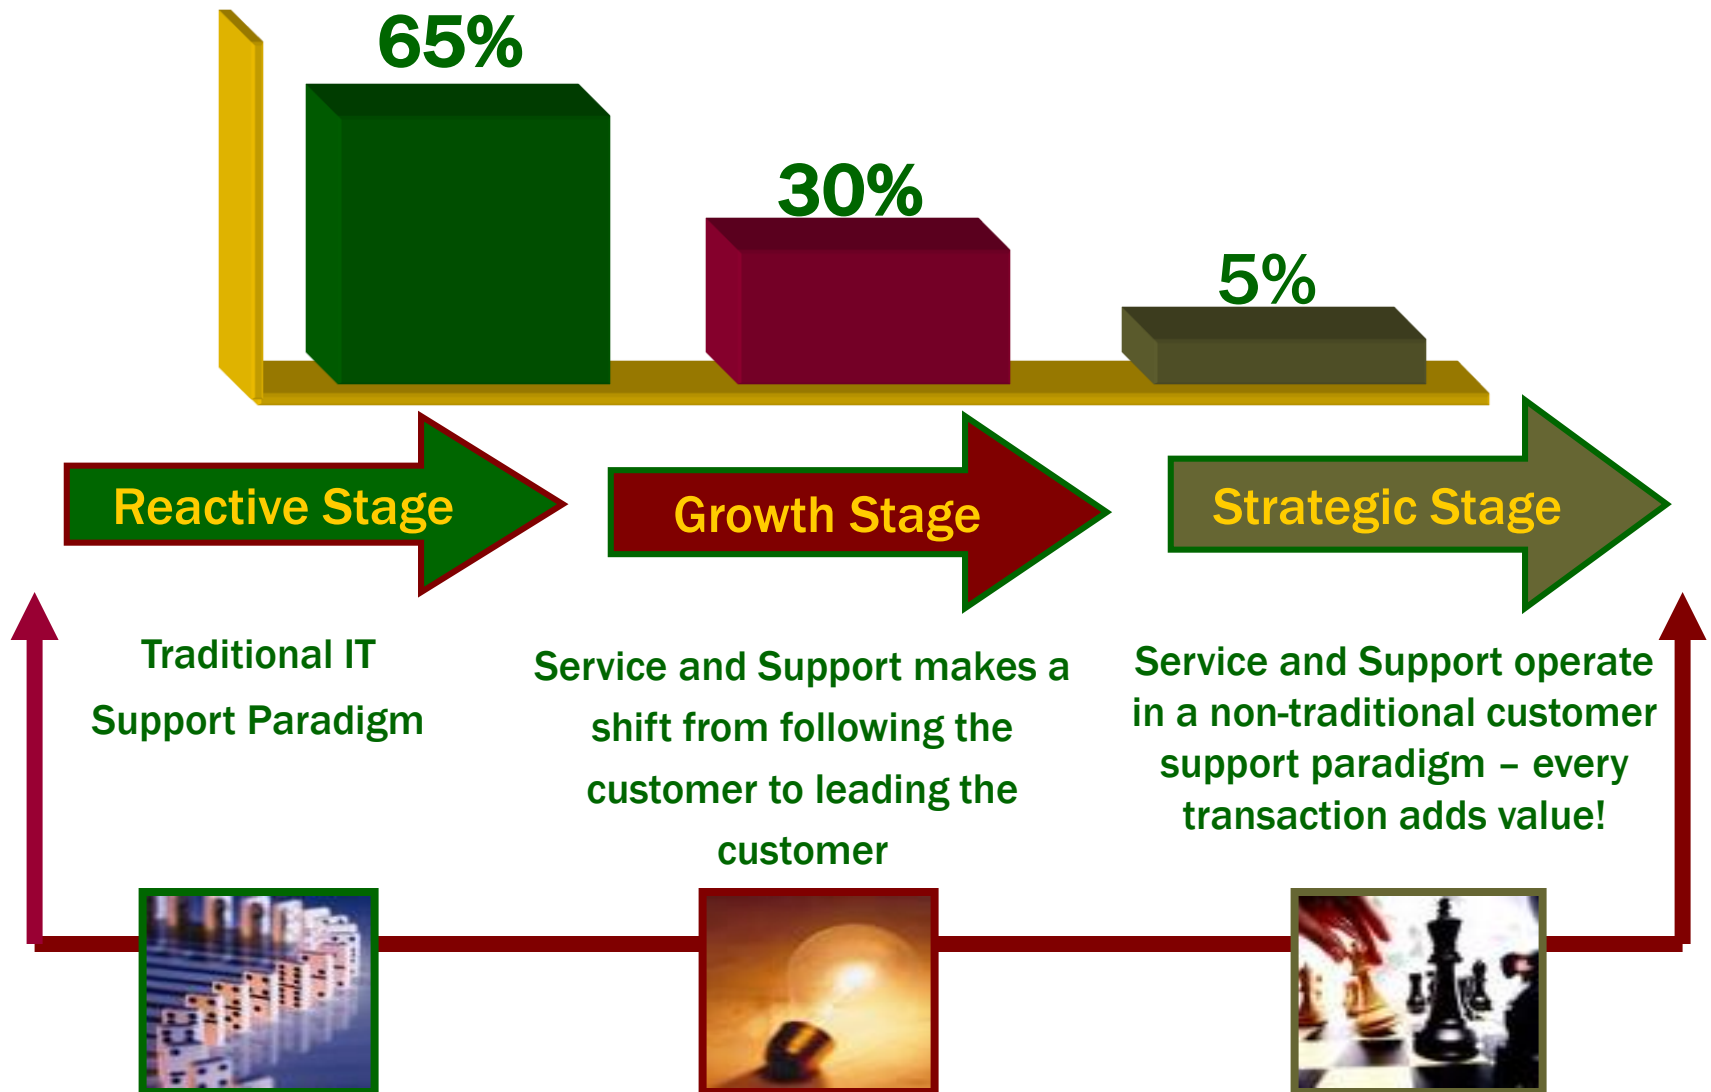 65%
30%
5%
Reactive Stage
Growth Stage
Strategic Stage
Traditional IT
Support Paradigm
Service and Support makes a
shift from following the
customer to leading the
customer
Service and Support operate
in a non-traditional customer
support paradigm – every
transaction adds value!